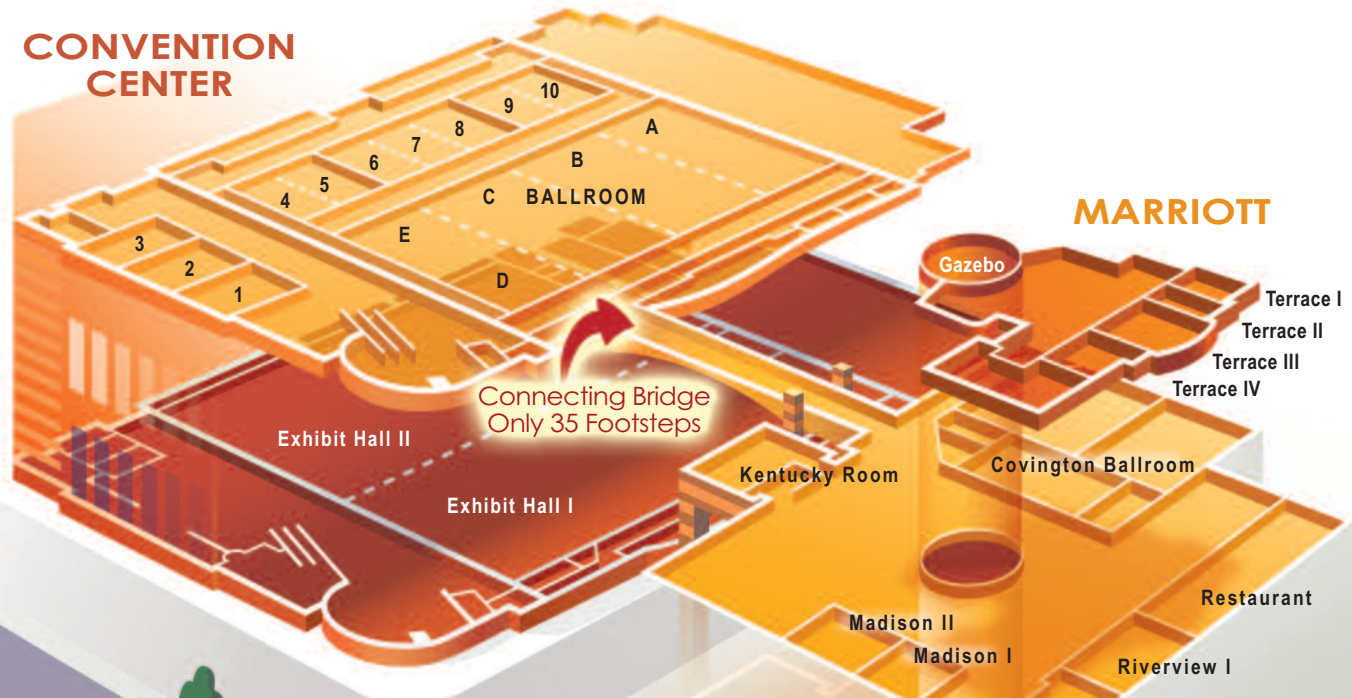 CONVENTION
CENTER
10
9
8
7
6
5
4
3
2
1
A
B
C BALLROOM
E
D
MARRIOTT
Gazebo
Terrace I
Terrace II
Terrace III
Terrace IV
Connecting Bridge
Only 35 Footsteps
Exhibit Hall II
Exhibit Hall I
Kentucky Room
Covington Ballroom
Restaurant
Madison II
Madison I
Riverview I